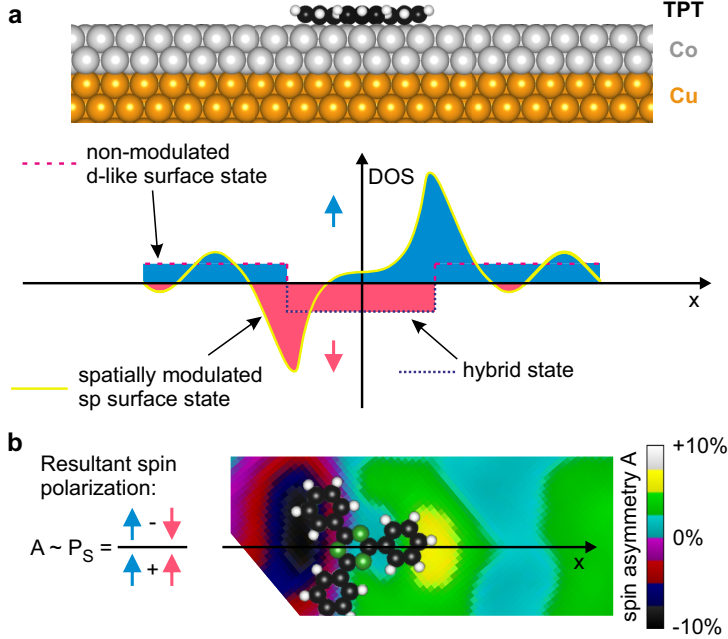 a
TPT
Co
Cu
non-modulated
d-like surface state
DOS
x
spatially modulated
sp surface state
hybrid state
b
Resultant spin
polarization:
A ~ P_S = (↑ - ↓) / (↑ + ↓)
x
spin asymmetry A
+10%
0%
-10%